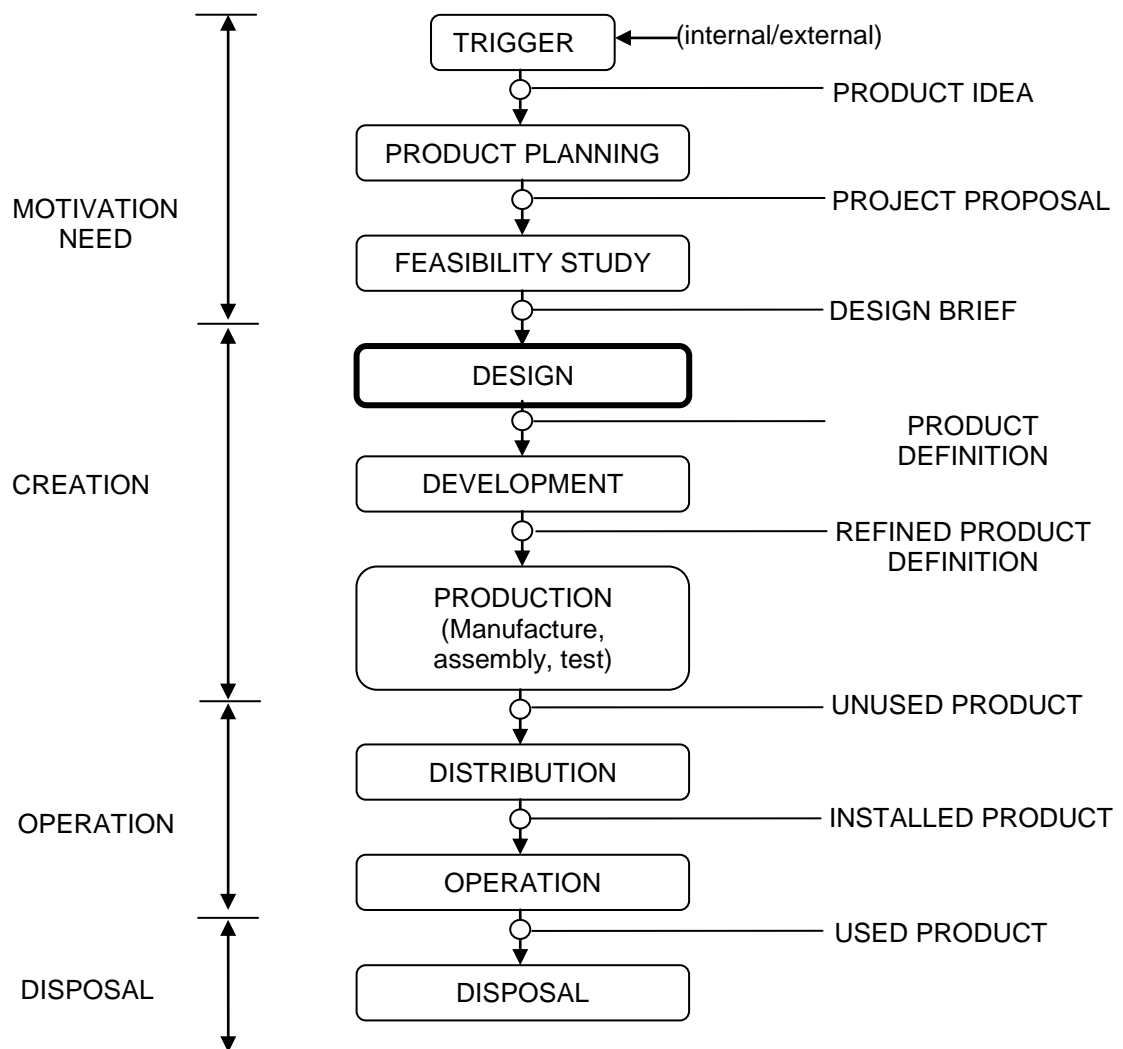 TRIGGER
(internal/external)
PRODUCT IDEA
PRODUCT PLANNING
PROJECT PROPOSAL
MOTIVATION
NEED
FEASIBILITY STUDY
DESIGN BRIEF
DESIGN
PRODUCT
DEFINITION
CREATION
DEVELOPMENT
REFINED PRODUCT
DEFINITION
PRODUCTION
(Manufacture,
assembly, test)
UNUSED PRODUCT
DISTRIBUTION
OPERATION
INSTALLED PRODUCT
OPERATION
USED PRODUCT
DISPOSAL
DISPOSAL